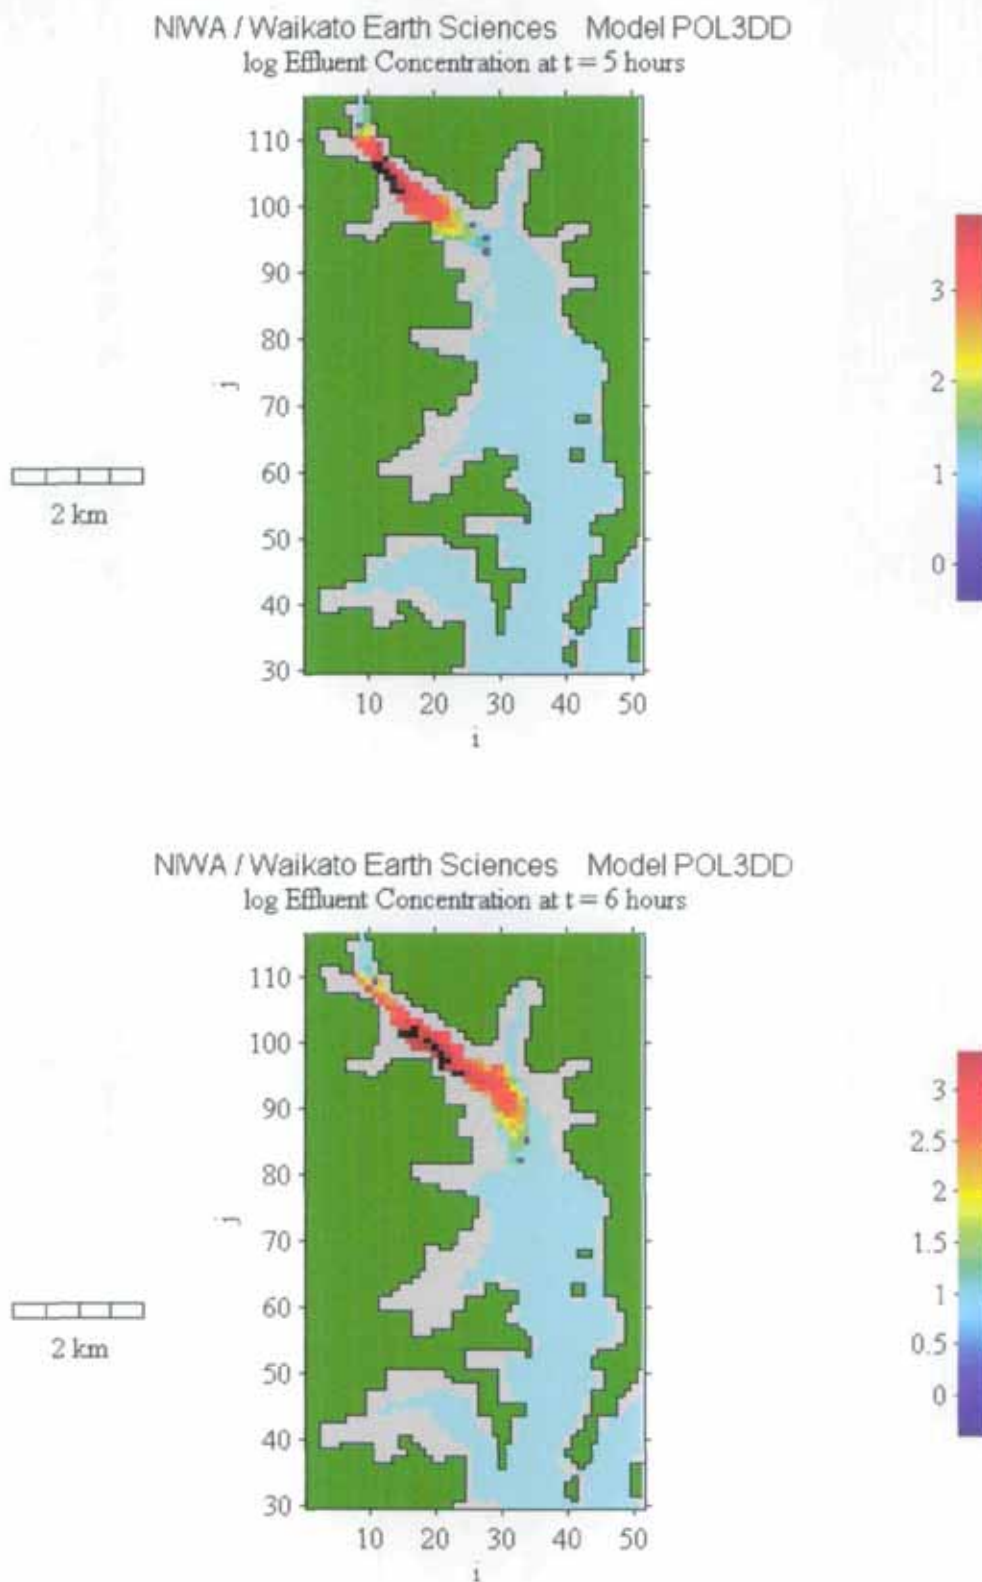 NIWA / Waikato Earth Sciences Model POL3DD
log Effluent Concentration at t = 5 hours
110
100
90
80
70
60
50
40
30
j
10 20 30 40 50
i
2 km
3
2
1
0
NIWA / Waikato Earth Sciences Model POL3DD
log Effluent Concentration at t = 6 hours
110
100
90
80
70
60
50
40
30
j
10 20 30 40 50
i
2 km
3
2.5
2
1.5
1
0.5
0